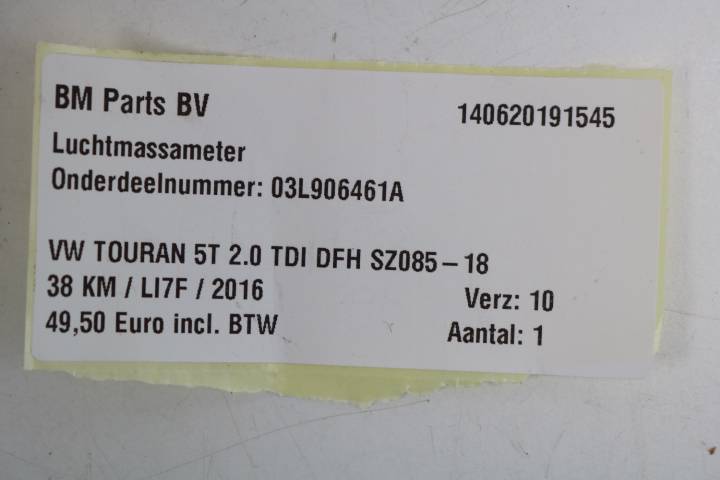 BM Parts BV 140620191545
Luchtmassameter
Onderdeelnummer: 03L906461A
VW TOURAN 5T 2.0 TDI DFH SZ085-18
38 KM / LI7F / 2016 Verz: 10
49,50 Euro incl. BTW Aantal: 1